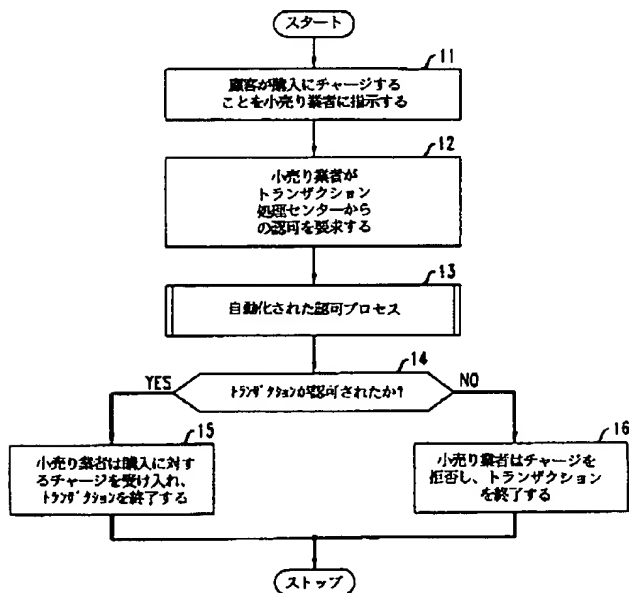 スタート
11
顧客が購入にチャージする
ことを小売り業者に指示する
12
小売り業者が
トランザクション
処理センターから
の認可を要求する
13
自動化された認可プロセス
14
トランザクションが認可されたか?
YES
NO
15
小売り業者は購入に対す
るチャージを受け入れ、
トランザクションを終了する
16
小売り業者はチャージを
拒否し、トランザクション
を終了する
ストップ